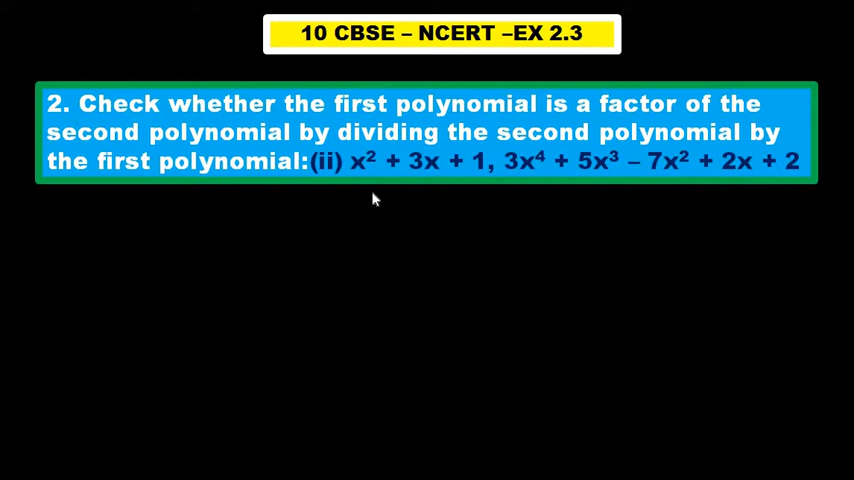 10 CBSE – NCERT –EX 2.3
2. Check whether the first polynomial is a factor of the
second polynomial by dividing the second polynomial by
the first polynomial:(ii) x² + 3x + 1, 3x⁴ + 5x³ – 7x² + 2x + 2